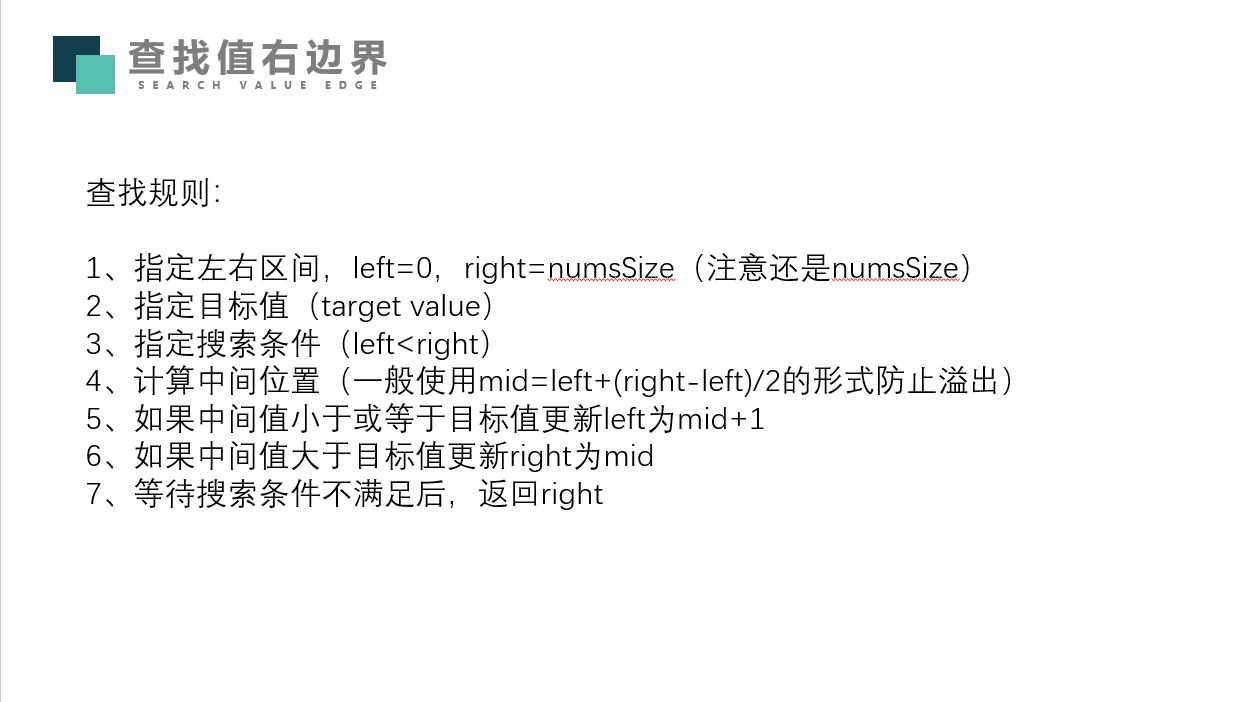 查找值右边界
SEARCH VALUE EDGE
查找规则：
1、指定左右区间，left=0，right=numsSize（注意还是numsSize）
2、指定目标值（target value）
3、指定搜索条件（left<right）
4、计算中间位置（一般使用mid=left+(right-left)/2的形式防止溢出）
5、如果中间值小于或等于目标值更新left为mid+1
6、如果中间值大于目标值更新right为mid
7、等待搜索条件不满足后，返回right